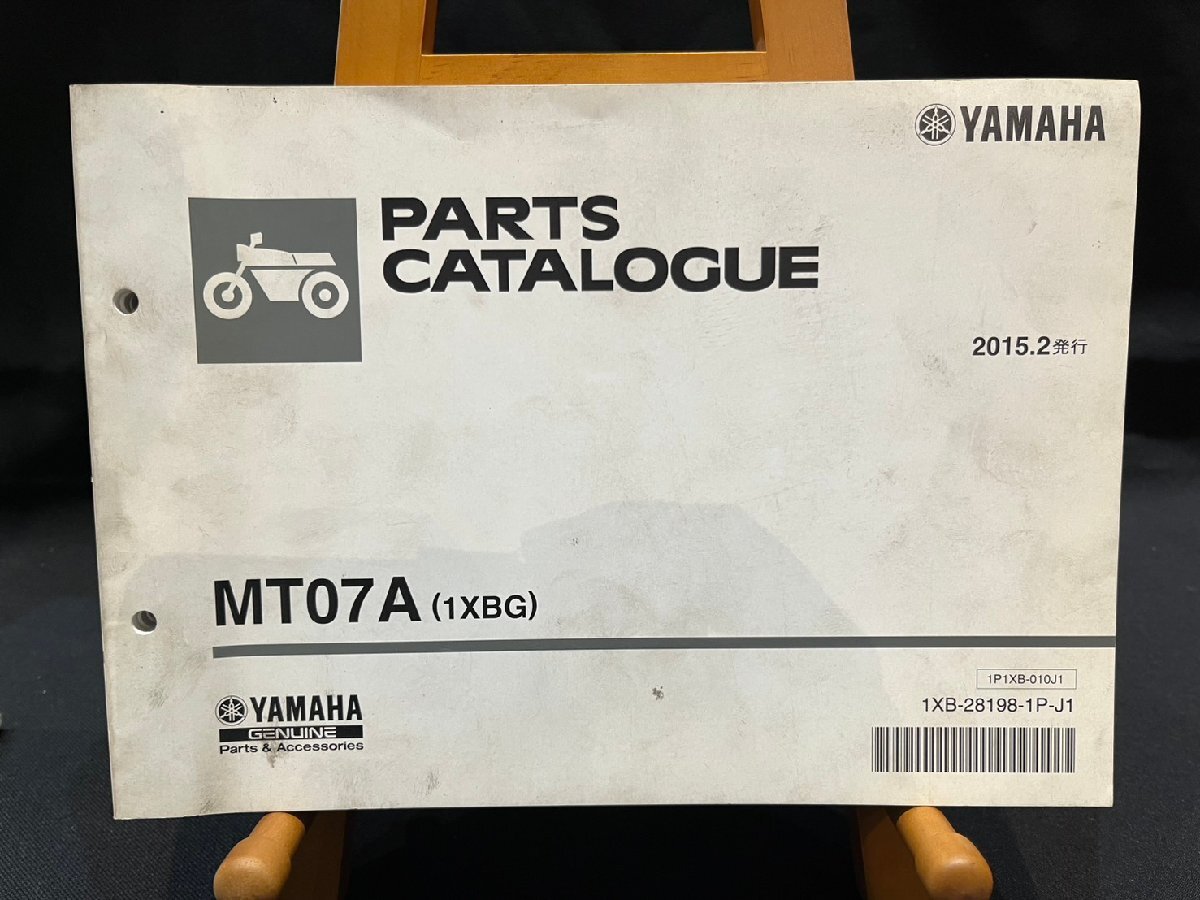 YAMAHA
PARTS
CATALOGUE
2015.2発行
MT07A (1XBG)
1P1XB-010J1
1XB-28198-1P-J1
YAMAHA
GENUINE
Parts & Accessories